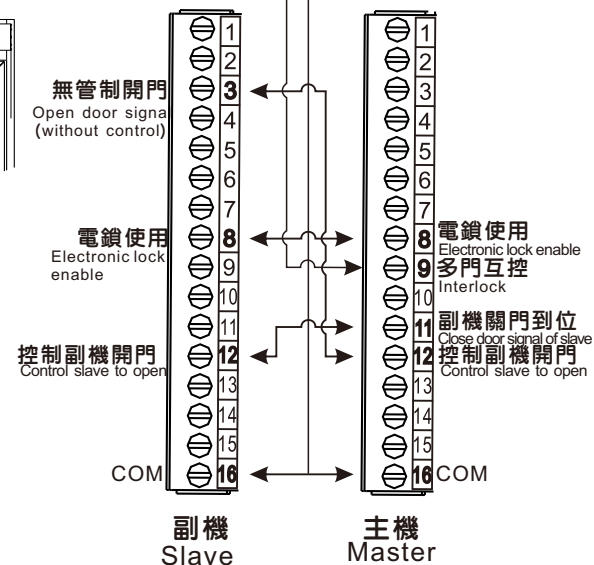 1
2
無管制開門
3
Open door signa
(without control)
4
5
6
7
電鎖使用
8
Electronic lock
enable
9
10
11
控制副機開門
12
Control slave to open
13
14
15
COM
16
副機
Slave
1
2
3
4
5
6
7
8
電鎖使用
Electronic lock enable
9
多門互控
Interlock
10
11
副機關門到位
Close door signal of slave
12
控制副機開門
Control slave to open
13
14
15
16
COM
主機
Master